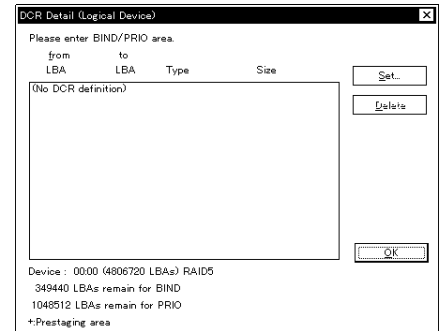 DCR Detail (Logical Device)
Please enter BIND/PRIO area.
from to
LBA LBA Type Size
(No DCR definition)
Set...
Delete
OK
Device : 00:00 (4806720 LBAs) RAID5
349440 LBAs remain for BIND
1048512 LBAs remain for PRIO
+:Prestaging area